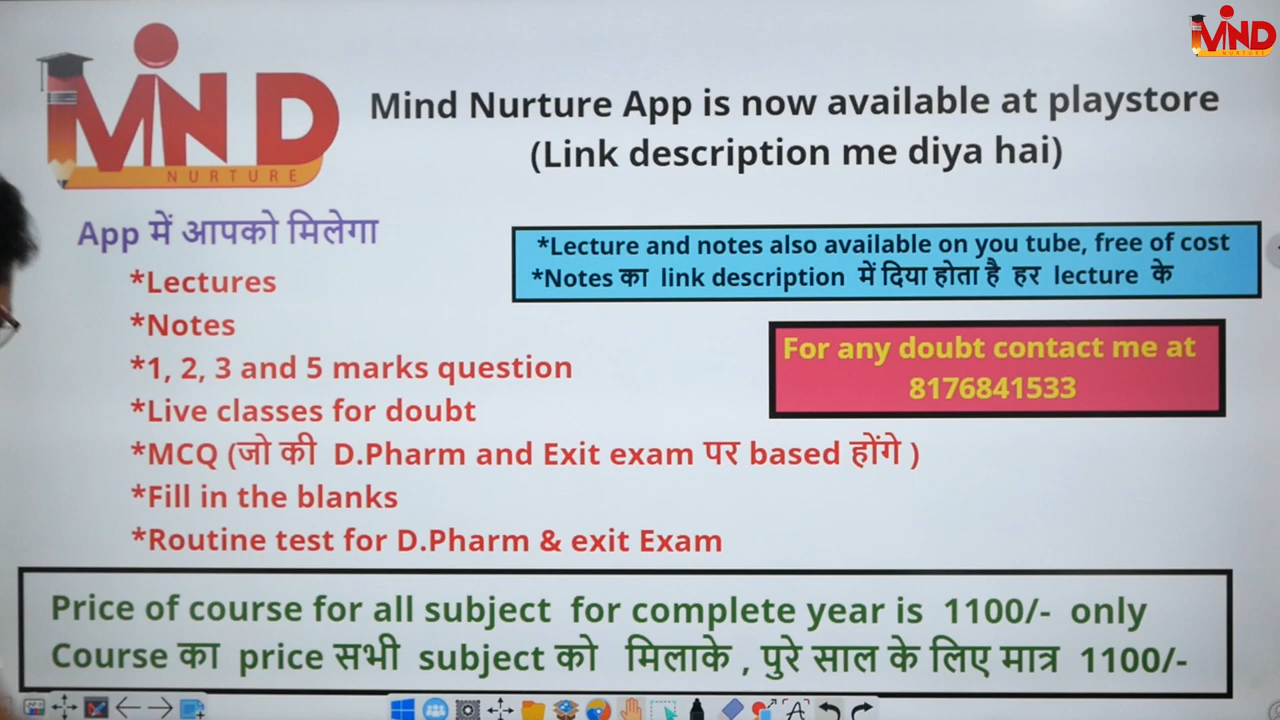 MIND
NURTURE
MIND
NURTURE
Mind Nurture App is now available at playstore
(Link description me diya hai)
App में आपको मिलेगा
*Lectures
*Notes
*1, 2, 3 and 5 marks question
*Live classes for doubt
*MCQ (जो की D.Pharm and Exit exam पर based होंगे )
*Fill in the blanks
*Routine test for D.Pharm & exit Exam
*Lecture and notes also available on you tube, free of cost
*Notes का link description में दिया होता है हर lecture के
For any doubt contact me at
8176841533
Price of course for all subject for complete year is 1100/- only
Course का price सभी subject को मिलाके , पुरे साल के लिए मात्र 1100/-